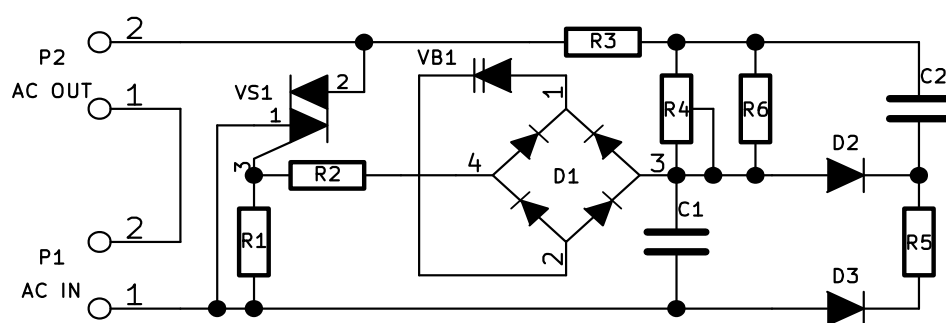 P2
2
R3
VB1
C2
AC OUT
1
VS1
2
1
1
R4
R6
D2
3
R2
4
D1
3
C1
R1
R5
P1
2
2
AC IN
1
D3